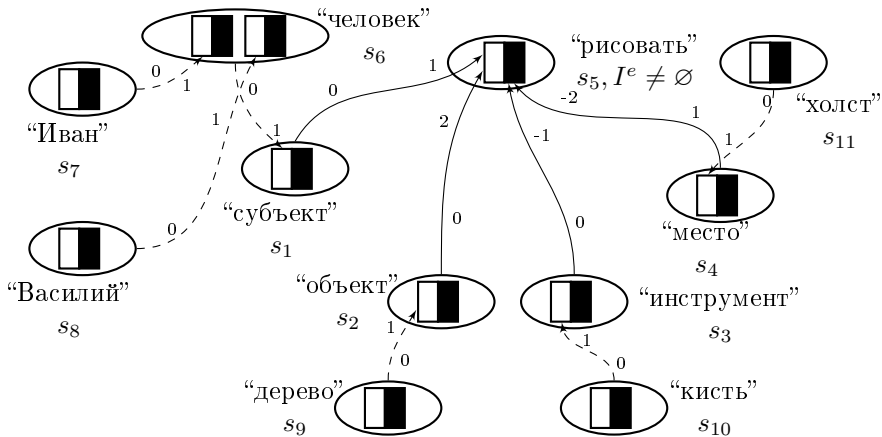 “человек”
s6
“рисовать”
s5, I^e ≠ ∅
“холст”
s11
“Иван”
s7
“субъект”
s1
“место”
s4
“Василий”
s8
“объект”
s2
“инструмент”
s3
“дерево”
s9
“кисть”
s10
0
1
0
1
0
1
0
1
2
0
-1
0
-2
1
0
1
1
0
1
0